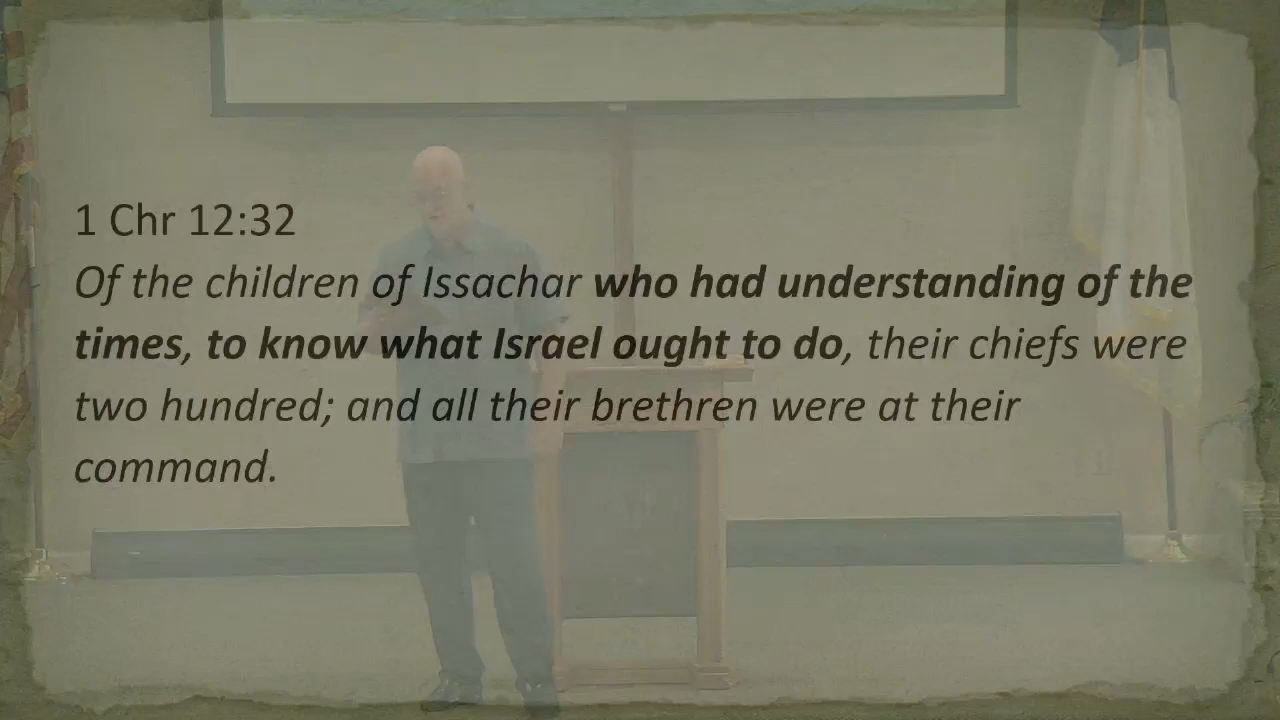 1 Chr 12:32
Of the children of Issachar who had understanding of the
times, to know what Israel ought to do, their chiefs were
two hundred; and all their brethren were at their
command.